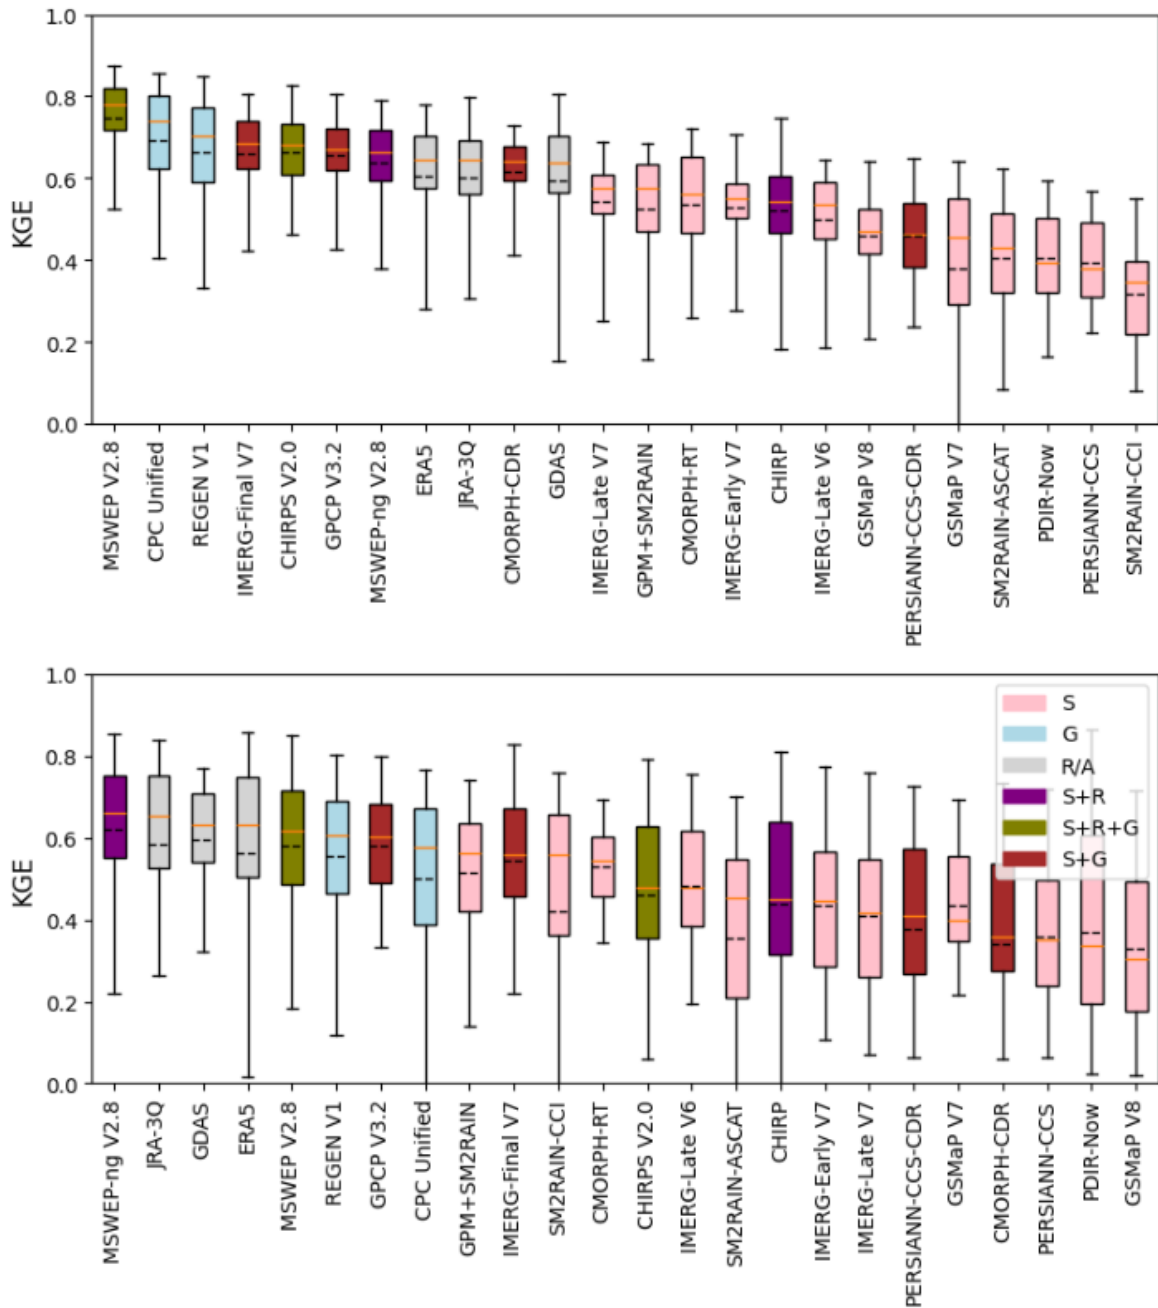 1.0
0.8
0.6
0.4
0.2
0.0
KGE
MSWEP V2.8
CPC Unified
REGEN V1
IMERG-Final V7
CHIRPS V2.0
GPCP V3.2
MSWEP-ng V2.8
ERA5
JRA-3Q
CMORPH-CDR
GDAS
IMERG-Late V7
GPM+SM2RAIN
CMORPH-RT
IMERG-Early V7
CHIRP
IMERG-Late V6
GSMaP V8
PERSIANN-CCS-CDR
GSMaP V7
SM2RAIN-ASCAT
PDIR-Now
PERSIANN-CCS
SM2RAIN-CCI
1.0
0.8
0.6
0.4
0.2
0.0
KGE
S
G
R/A
S+R
S+R+G
S+G
MSWEP-ng V2.8
JRA-3Q
GDAS
ERA5
MSWEP V2.8
REGEN V1
GPCP V3.2
CPC Unified
GPM+SM2RAIN
IMERG-Final V7
SM2RAIN-CCI
CMORPH-RT
CHIRPS V2.0
IMERG-Late V6
SM2RAIN-ASCAT
CHIRP
IMERG-Early V7
IMERG-Late V7
PERSIANN-CCS-CDR
GSMaP V7
CMORPH-CDR
PERSIANN-CCS
PDIR-Now
GSMaP V8